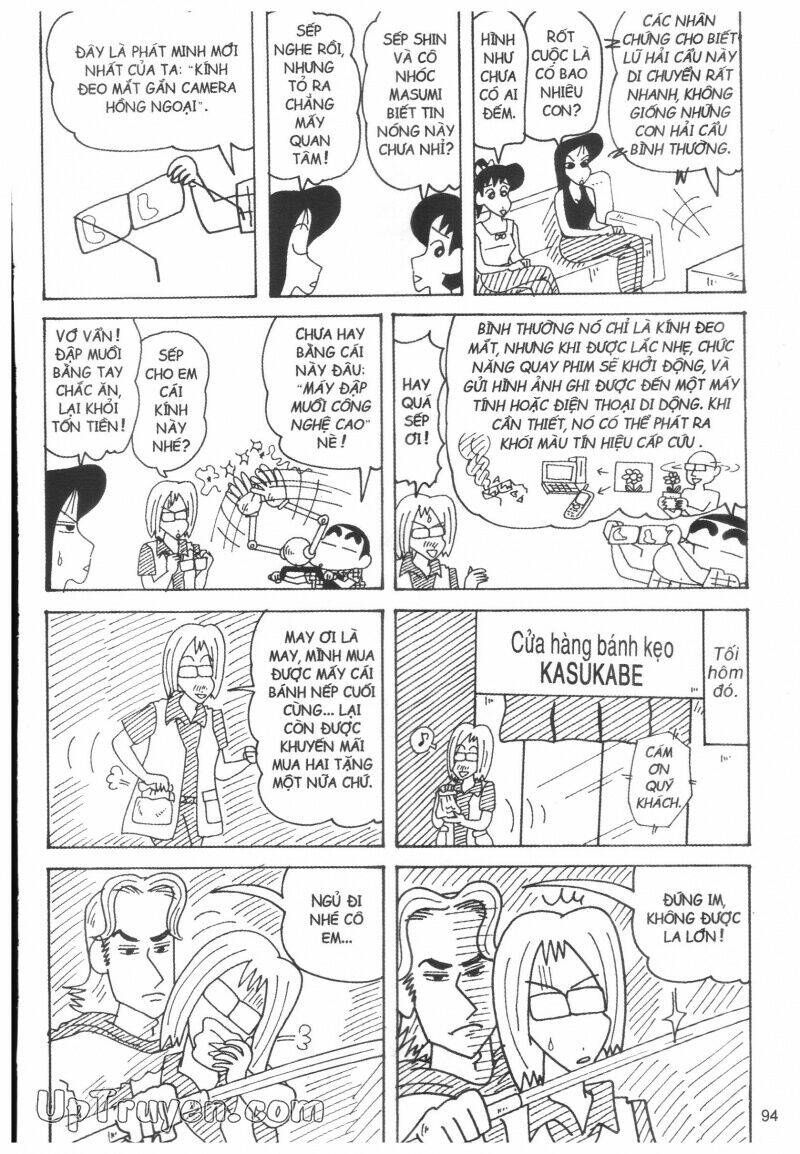 CÁC NHÂN
CHỨNG CHO BIẾT
LŨ HẢI CẨU NÀY
DI CHUYỂN RẤT
NHANH, KHÔNG
GIỐNG NHỮNG
CON HẢI CẨU
BÌNH THƯỜNG.
RỐT
CUỘC LÀ
CÓ BAO
NHIÊU
CON?
HÌNH
NHƯ
CHƯA
CÓ AI
ĐẾM.
SẾP SHIN
VÀ CÔ
NHÓC
MASUMI
BIẾT TIN
NÓNG NÀY
CHƯA NHỈ?
SẾP
NGHE RỒI,
NHƯNG
TỎ RA
CHẲNG
MẤY
QUAN
TÂM!
ĐÂY LÀ PHÁT MINH MỚI
NHẤT CỦA TA: "KÍNH
ĐEO MẮT GẮN CAMERA
HỒNG NGOẠI".
BÌNH THƯỜNG NÓ CHỈ LÀ KÍNH ĐEO
MẮT, NHƯNG KHI ĐƯỢC LẮC NHẸ, CHỨC
NĂNG QUAY PHIM SẼ KHỞI ĐỘNG, VÀ
GỬI HÌNH ẢNH GHI ĐƯỢC ĐẾN MỘT MÁY
TÍNH HOẶC ĐIỆN THOẠI DI ĐỘNG. KHI
CẦN THIẾT, NÓ CÓ THỂ PHÁT RA
KHÓI MÀU TÍN HIỆU CẤP CỨU.
HAY
QUÁ
SẾP
ƠI!
CHƯA HAY
BẰNG CÁI
NÀY ĐÂU:
"MÁY ĐẬP
MUỖI CÔNG
NGHỆ CAO"
NÈ!
SẾP
CHO EM
CÁI
KÍNH
NÀY
NHÉ?
VỚ VẨN!
ĐẬP MUỖI
BẰNG TAY
CHẮC ĂN,
LẠI KHỎI
TỐN TIỀN!
Tối
hôm
đó.
Cửa hàng bánh kẹo
KASUKABE
CẢM
ƠN
QUÝ
KHÁCH.
MAY ƠI LÀ
MAY, MÌNH MUA
ĐƯỢC MẤY CÁI
BÁNH NẾP CUỐI
CÙNG... LẠI
CÒN ĐƯỢC
KHUYẾN MÃI
MUA HAI TẶNG
MỘT NỮA CHỨ.
ĐỨNG IM,
KHÔNG ĐƯỢC
LA LỚN!
NGỦ ĐI
NHÉ CÔ
EM...
UpTruyen.com
94